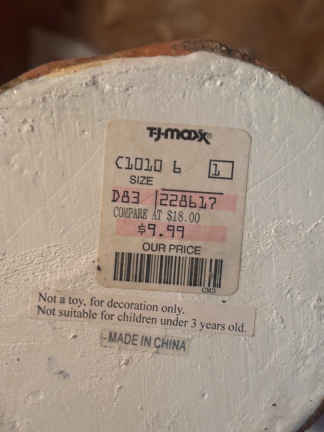 T·J·maxx®
C1010 6 1
SIZE
D83 228617
COMPARE AT $18.00
$9.99
OUR PRICE
Not a toy, for decoration only.
Not suitable for children under 3 years old.
MADE IN CHINA